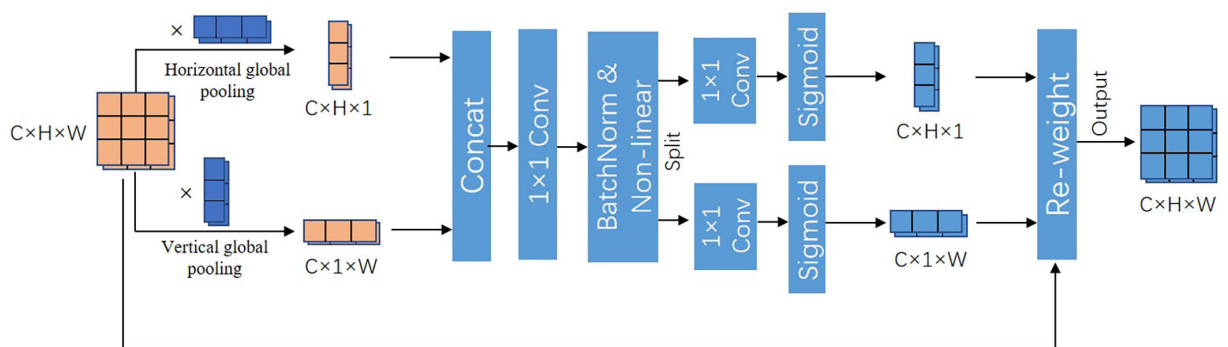 C×H×W
×
Horizontal global
pooling
C×H×1
×
Vertical global
pooling
C×1×W
Concat
1×1 Conv
BatchNorm &
Non-linear
Split
1×1
Conv
Sigmoid
C×H×1
1×1
Conv
Sigmoid
C×1×W
Re-weight
Output
C×H×W